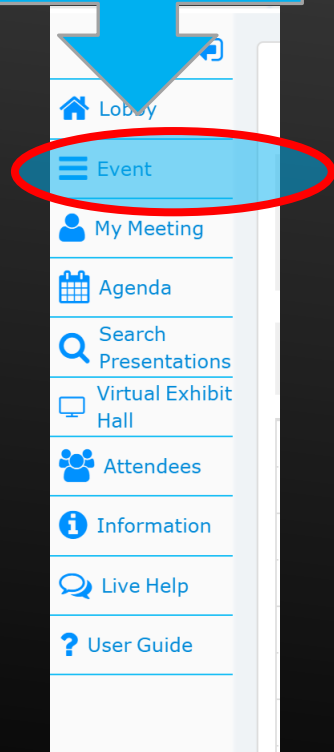 Lobby
Event
My Meeting
Agenda
Search
Presentations
Virtual Exhibit
Hall
Attendees
Information
Live Help
User Guide